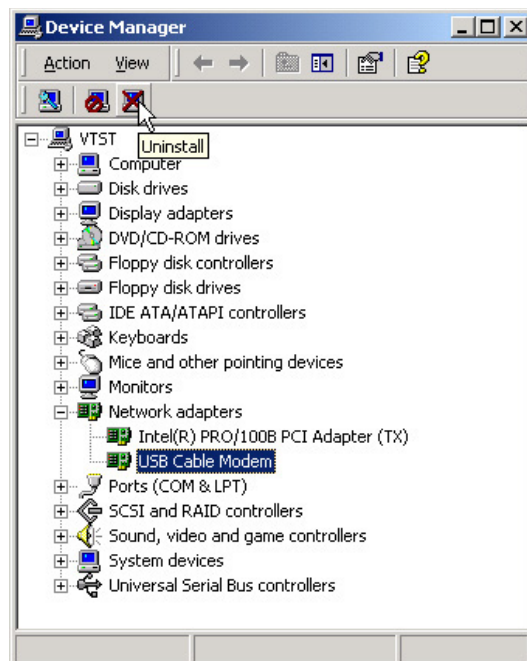 Device Manager
Action View
Uninstall
VTST
Computer
Disk drives
Display adapters
DVD/CD-ROM drives
Floppy disk controllers
Floppy disk drives
IDE ATA/ATAPI controllers
Keyboards
Mice and other pointing devices
Monitors
Network adapters
Intel(R) PRO/100B PCI Adapter (TX)
USB Cable Modem
Ports (COM & LPT)
SCSI and RAID controllers
Sound, video and game controllers
System devices
Universal Serial Bus controllers